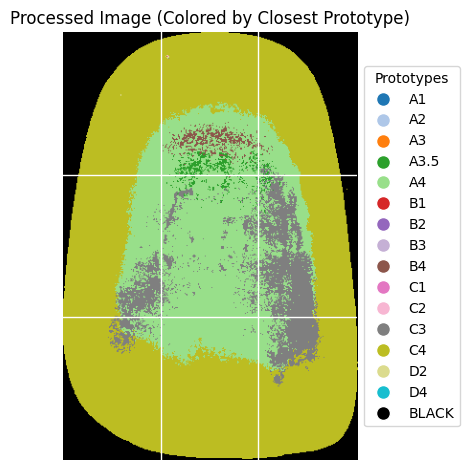 Processed Image (Colored by Closest Prototype)
Prototypes
A1
A2
A3
A3.5
A4
B1
B2
B3
B4
C1
C2
C3
C4
D2
D4
BLACK